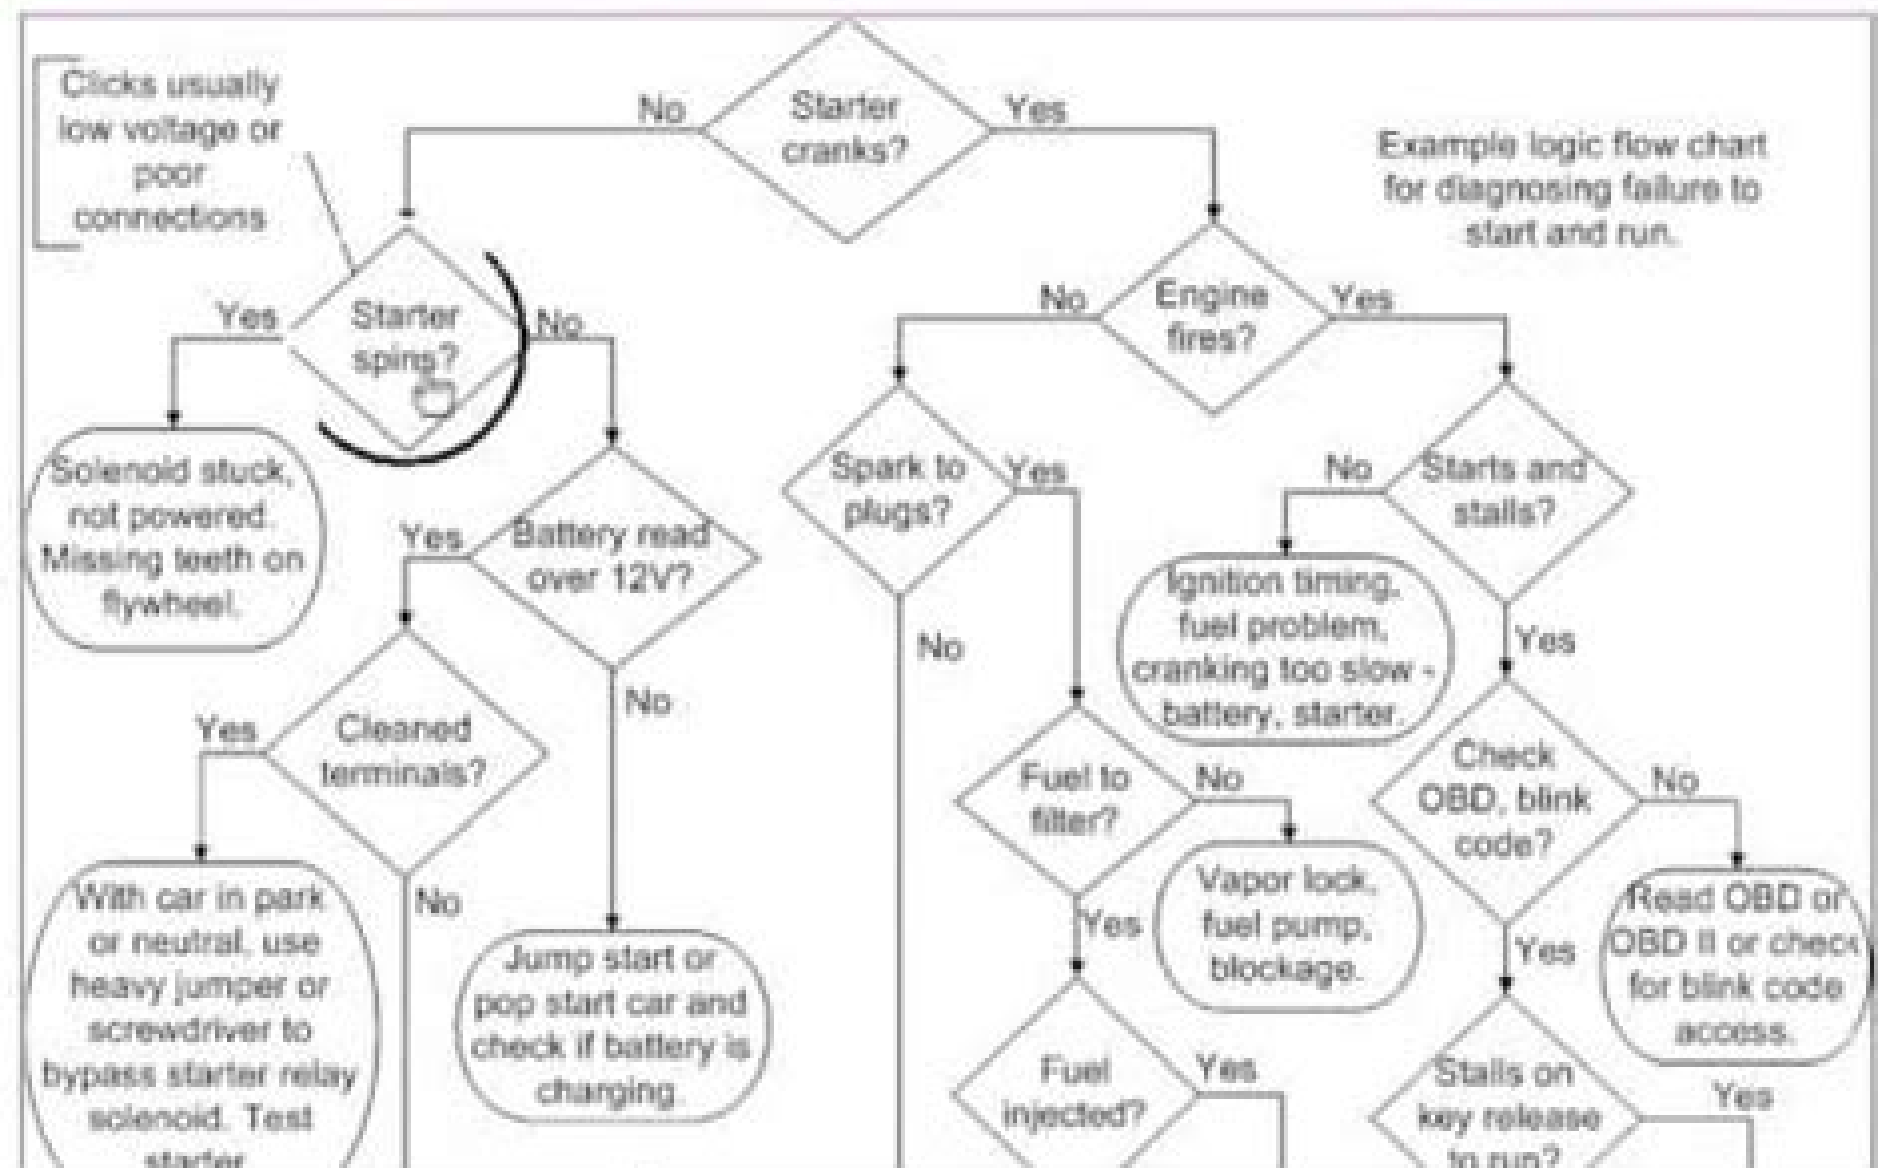 Clicks usually
low voltage or
poor
connections
No
Starter
cranks?
Yes
Example logic flow chart
for diagnosing failure to
start and run.
Yes
Starter
spins?
No
No
Engine
fires?
Yes
Solenoid stuck,
not powered.
Missing teeth on
flywheel.
Yes
Battery read
over 12V?
No
Spark to
plugs?
Yes
No
No
Starts and
stalls?
Yes
Ignition timing,
fuel problem,
cranking too slow -
battery, starter.
Yes
Cleaned
terminals?
No
Fuel to
filter?
No
Yes
Check
OBD, blink
code?
No
Yes
Vapor lock,
fuel pump,
blockage.
Read OBD or
OBD II or check
for blink code
access.
With car in park
or neutral, use
heavy jumper or
screwdriver to
bypass starter relay
solenoid. Test
starter
Jump start or
pop start car and
check if battery is
charging
Fuel
injected?
Yes
Stalls on
key release
to run?
Yes